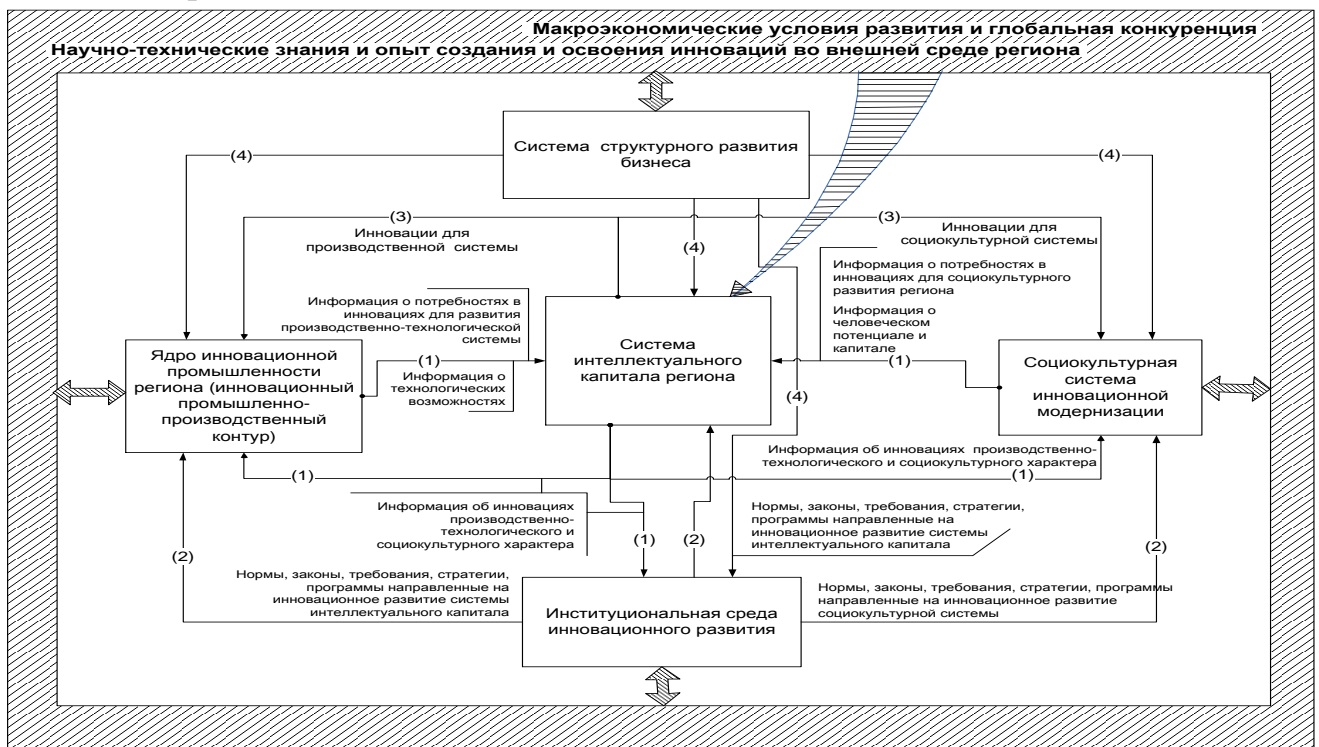 Макроэкономические условия развития и глобальная конкуренция
Научно-технические знания и опыт создания и освоения инноваций во внешней среде региона
Система структурного развития
бизнеса
(4)
(4)
(3)
(3)
Инновации для
производственной системы
(4)
Инновации для
социокультурной системы
Информация о потребностях в
инновациях для социокультурного
развития региона
Информация о потребностях в
инновациях для развития
производственно-технологической
системы
Информация о
человеческом
потенциале и
капитале
Система
интеллектуального
капитала региона
Ядро инновационной
промышленности
региона (инновационный
промышленно-
производственный
контур)
(1)
Информация о
технологических
возможностях
(1)
(4)
Социокультурная
система
инновационной
модернизации
Информация об инновациях производственно-
технологического и социокультурного характера
(1)
(1)
Информация об инновациях
производственно-
технологического и
социокультурного характера
(1)
(2)
Нормы, законы, требования, стратегии,
программы направленные на
инновационное развитие системы
интеллектуального капитала
(2)
(2)
Нормы, законы, требования, стратегии,
программы направленные на
инновационное развитие системы
интеллектуального капитала
Институциональная среда
инновационного развития
Нормы, законы, требования, стратегии, программы
направленные на инновационное развитие
социокультурной системы